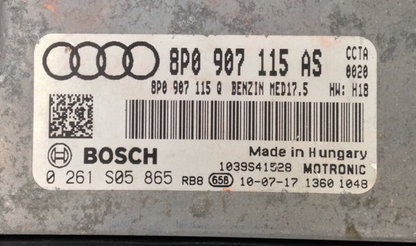 8P0 907 115 AS CCTA
0020
8P0 907 115 Q BENZIN MED17.5 HW: H18
BOSCH Made in Hungary
1039S41528 MOTRONIC
0 261 S05 865 RB8 658 10-07-17 1360 1048